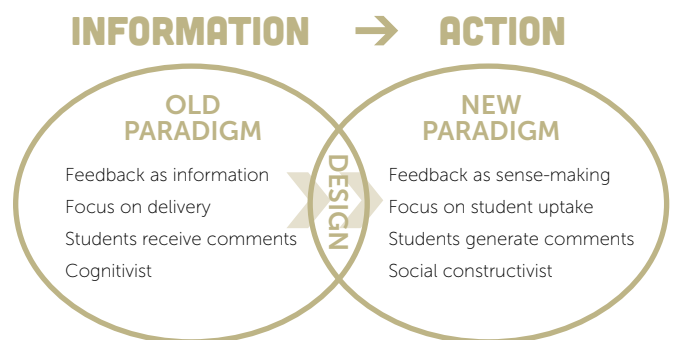 INFORMATION → ACTION
OLD
PARADIGM
Feedback as information
Focus on delivery
Students receive comments
Cognitivist
DESIGN
NEW
PARADIGM
Feedback as sense-making
Focus on student uptake
Students generate comments
Social constructivist